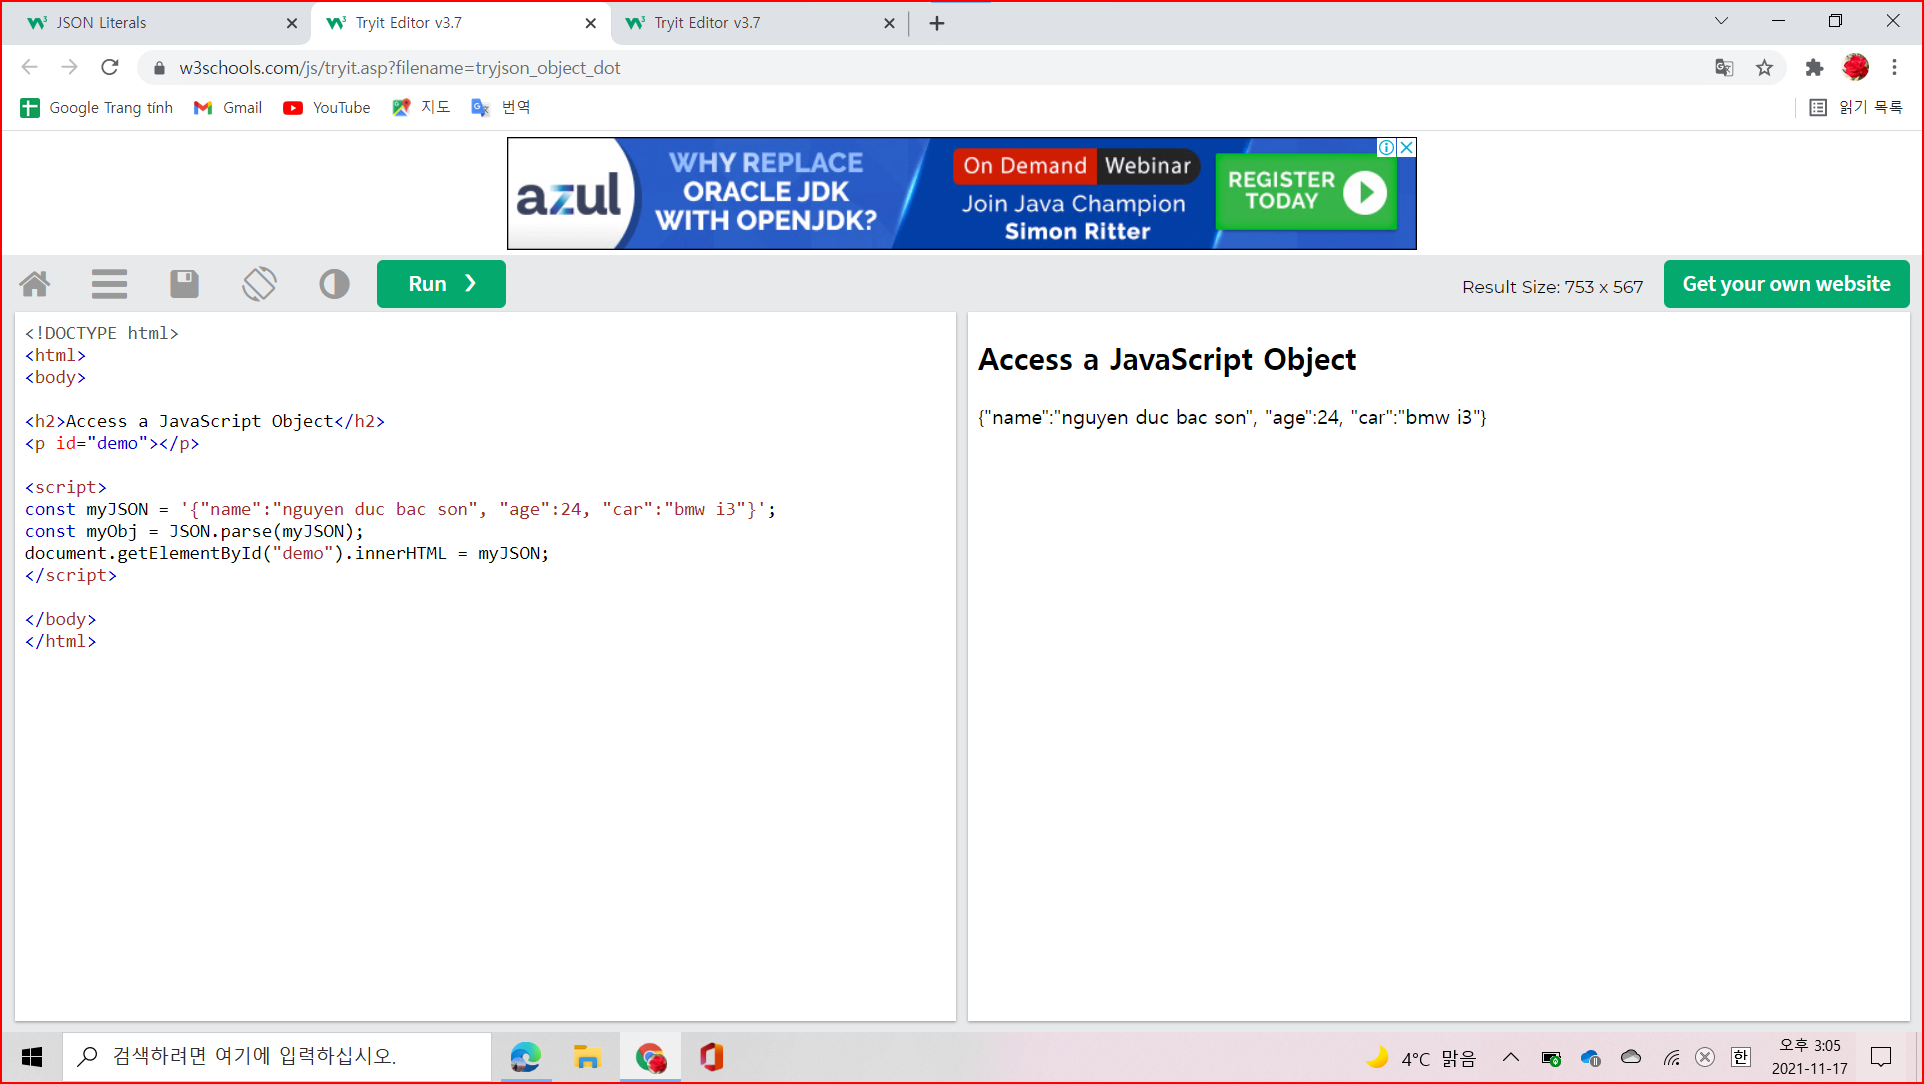 JSON Literals
Tryit Editor v3.7
Tryit Editor v3.7
w3schools.com/js/tryit.asp?filename=tryjson_object_dot
Google Trang tính
Gmail
YouTube
지도
번역
읽기 목록
azul
WHY REPLACE
ORACLE JDK
WITH OPENJDK?
On Demand Webinar
Join Java Champion
Simon Ritter
REGISTER
TODAY
Run ❯
Result Size: 753 x 567
Get your own website
<!DOCTYPE html>
<html>
<body>
<h2>Access a JavaScript Object</h2>
<p id="demo"></p>
<script>
const myJSON = '{"name":"nguyen duc bac son", "age":24, "car":"bmw i3"}';
const myObj = JSON.parse(myJSON);
document.getElementById("demo").innerHTML = myJSON;
</script>
</body>
</html>
Access a JavaScript Object
{"name":"nguyen duc bac son", "age":24, "car":"bmw i3"}
검색하려면 여기에 입력하십시오.
4°C 맑음
한
오후 3:05
2021-11-17